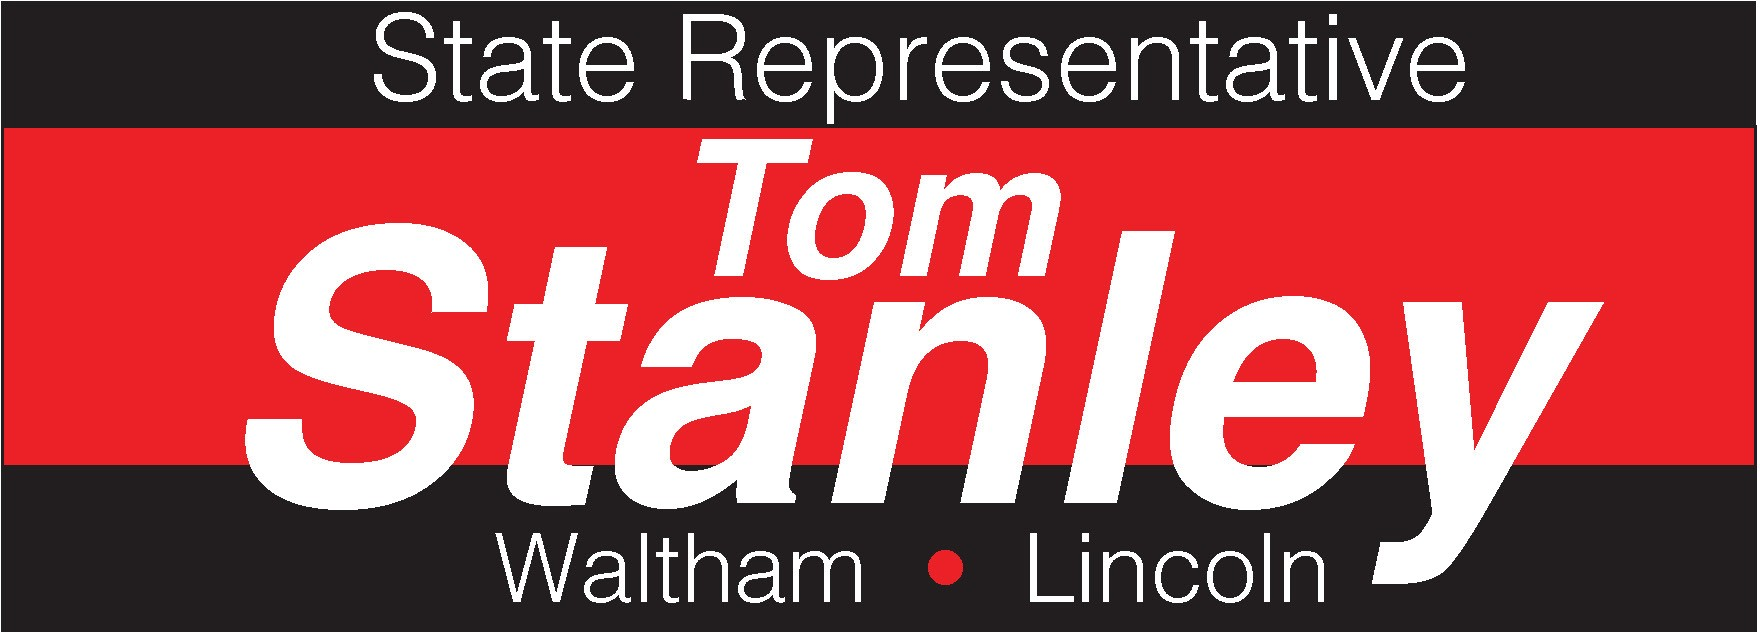 State Representative
Tom
Stanley
Waltham • Lincoln